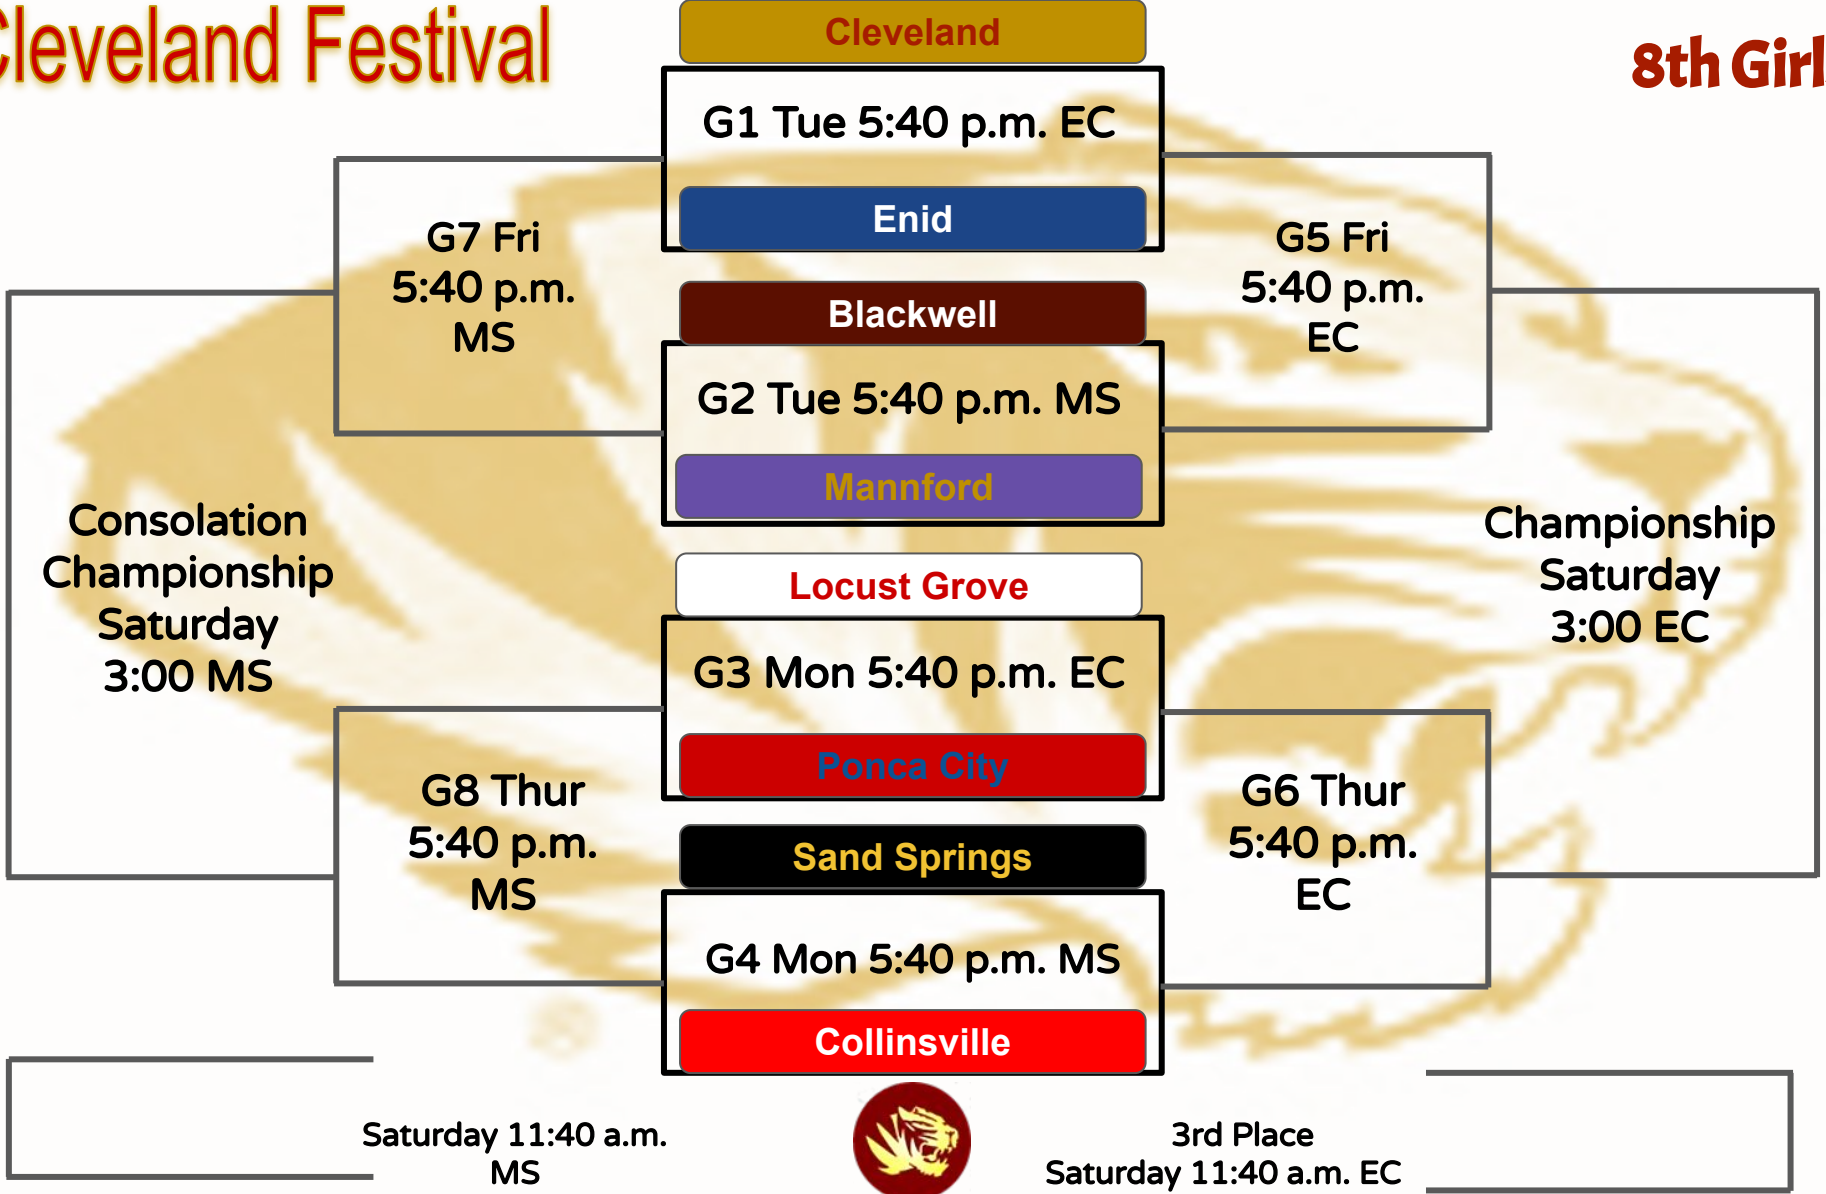 Cleveland Festival
8th Girl
Cleveland
G1 Tue 5:40 p.m. EC
Enid
G7 Fri
5:40 p.m.
MS
G5 Fri
5:40 p.m.
EC
Blackwell
G2 Tue 5:40 p.m. MS
Mannford
Consolation
Championship
Saturday
3:00 MS
Championship
Saturday
3:00 EC
Locust Grove
G3 Mon 5:40 p.m. EC
Ponca City
G8 Thur
5:40 p.m.
MS
G6 Thur
5:40 p.m.
EC
Sand Springs
G4 Mon 5:40 p.m. MS
Collinsville
Saturday 11:40 a.m.
MS
3rd Place
Saturday 11:40 a.m. EC